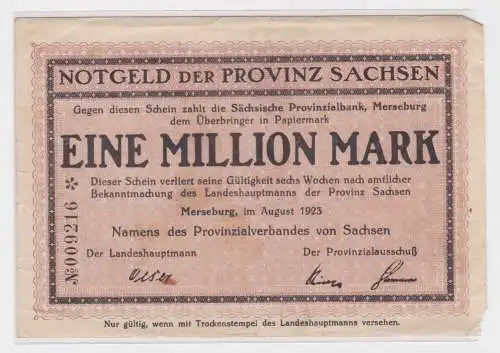 NOTGELD DER PROVINZ SACHSEN
Gegen diesen Schein zahlt die Sächsische Provinzialbank, Merseburg
dem Überbringer in Papiermark
EINE MILLION MARK
Dieser Schein verliert seine Gültigkeit sechs Wochen nach amtlicher
Bekanntmachung des Landeshauptmanns der Provinz Sachsen
Merseburg, im August 1923
Namens des Provinzialverbandes von Sachsen
Der Landeshauptmann Der Provinzialausschuß
№009216 *
Nur gültig, wenn mit Trockenstempel des Landeshauptmanns versehen.